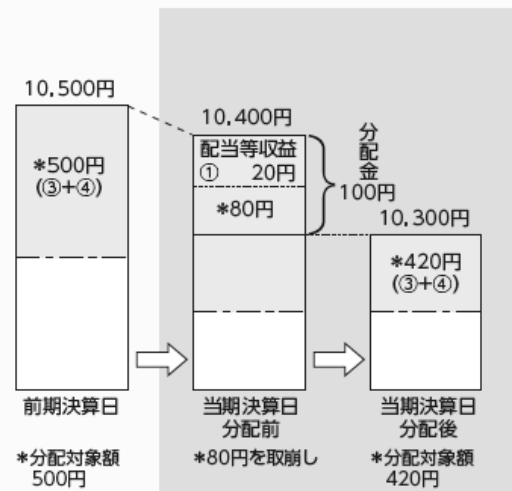 10,500円
*500円
(③+④)
前期決算日
*分配対象額
500円
10,400円
配当等収益
① 20円
*80円
分配金
100円
当期決算日
分配前
*80円を取崩し
10,300円
*420円
(③+④)
当期決算日
分配後
*分配対象額
420円